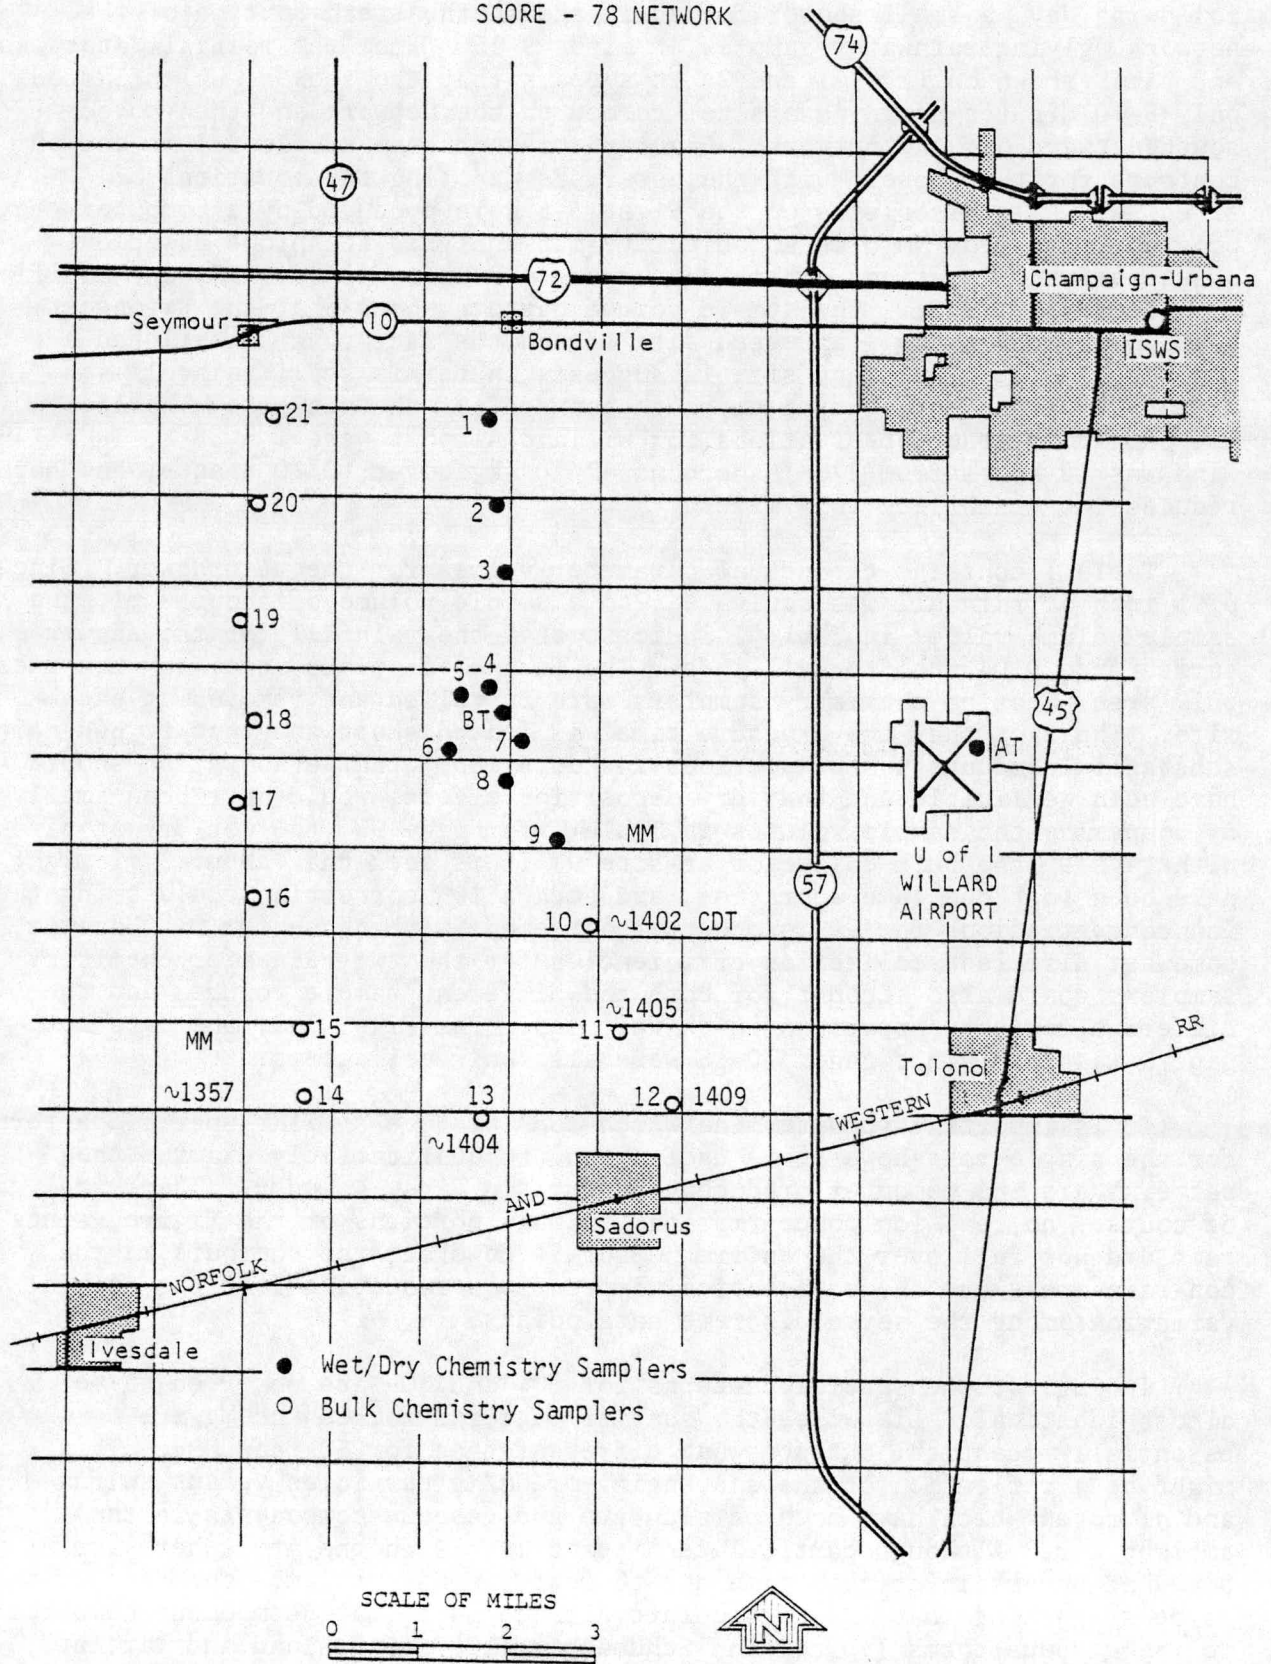 SCORE - 78 NETWORK
74
47
72
Champaign-Urbana
Seymour
10
Bondville
ISWS
21
1
20
2
3
19
5
4
18
BT
45
6
7
AT
8
17
9
MM
U of I
WILLARD
AIRPORT
57
16
10
~1402 CDT
~1405
15
11
MM
RR
Tolono
~1357
14
13
12
1409
WESTERN
~1404
AND
Sadorus
NORFOLK
Ivesdale
Wet/Dry Chemistry Samplers
Bulk Chemistry Samplers
SCALE OF MILES
0 1 2 3
N